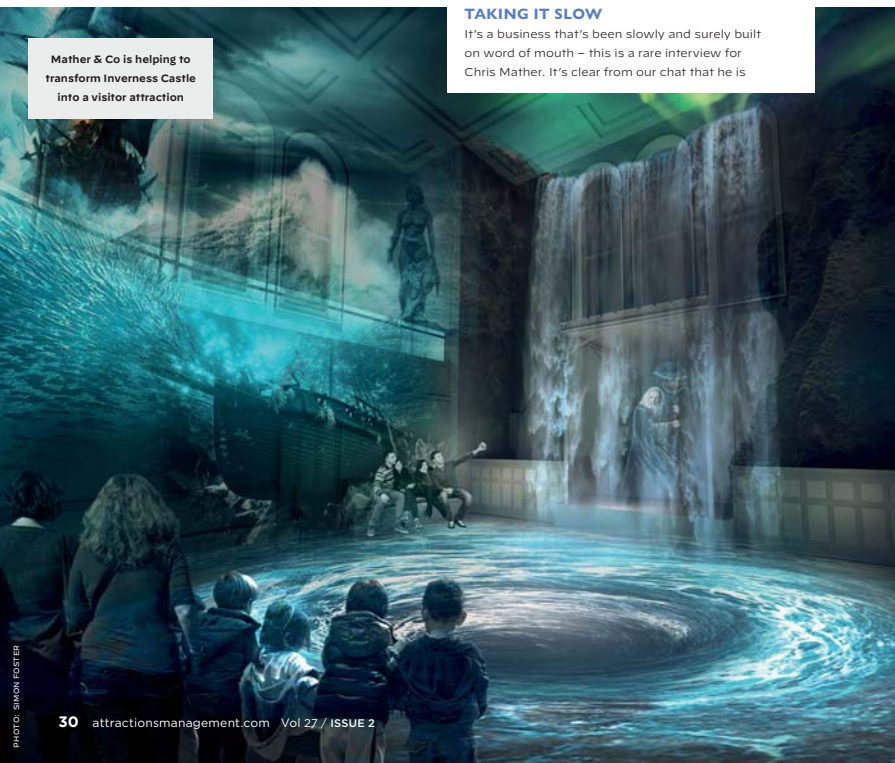 Mather & Co is helping to
transform Inverness Castle
into a visitor attraction
TAKING IT SLOW
It’s a business that’s been slowly and surely built
on word of mouth – this is a rare interview for
Chris Mather. It’s clear from our chat that he is
PHOTO: SIMON FOSTER
30 attractionsmanagement.com Vol 27 / ISSUE 2